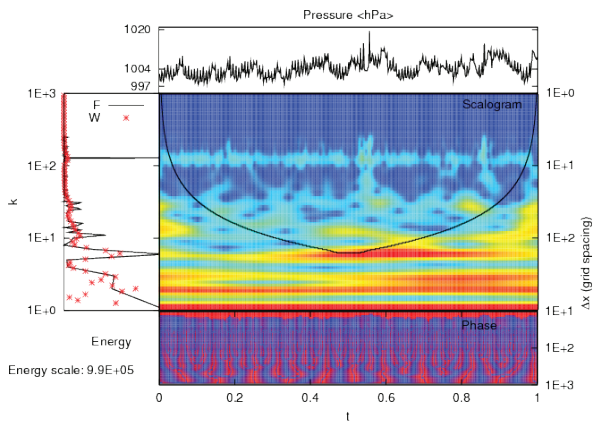 Pressure <hPa>
1020
1004
997
1E+3
1E+0
F
W
Scalogram
1E+2
1E+1
k
1E+1
1E+2
Δx (grid spacing)
1E+0
1E+1
Phase
Energy
1E+2
Energy scale: 9.9E+05
1E+3
0 0.2 0.4 0.6 0.8 1
t